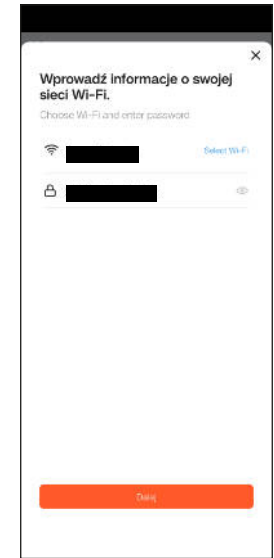 Wprowadź informacje o swojej
sieci Wi-Fi.
Choose Wi-Fi and enter password
Select Wi-Fi
Dalej